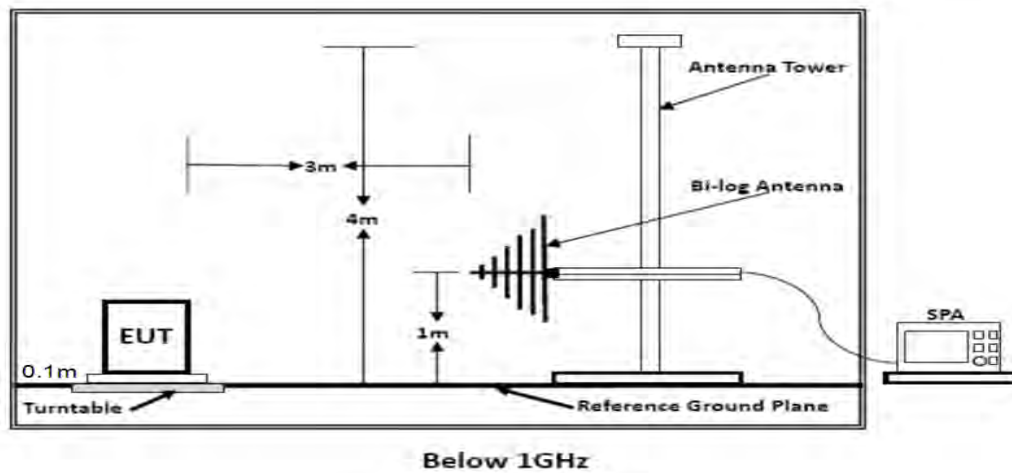 Antenna Tower
3m
Bi-log Antenna
4m
EUT
1m
SPA
0.1m
Turntable
Reference Ground Plane
Below 1GHz